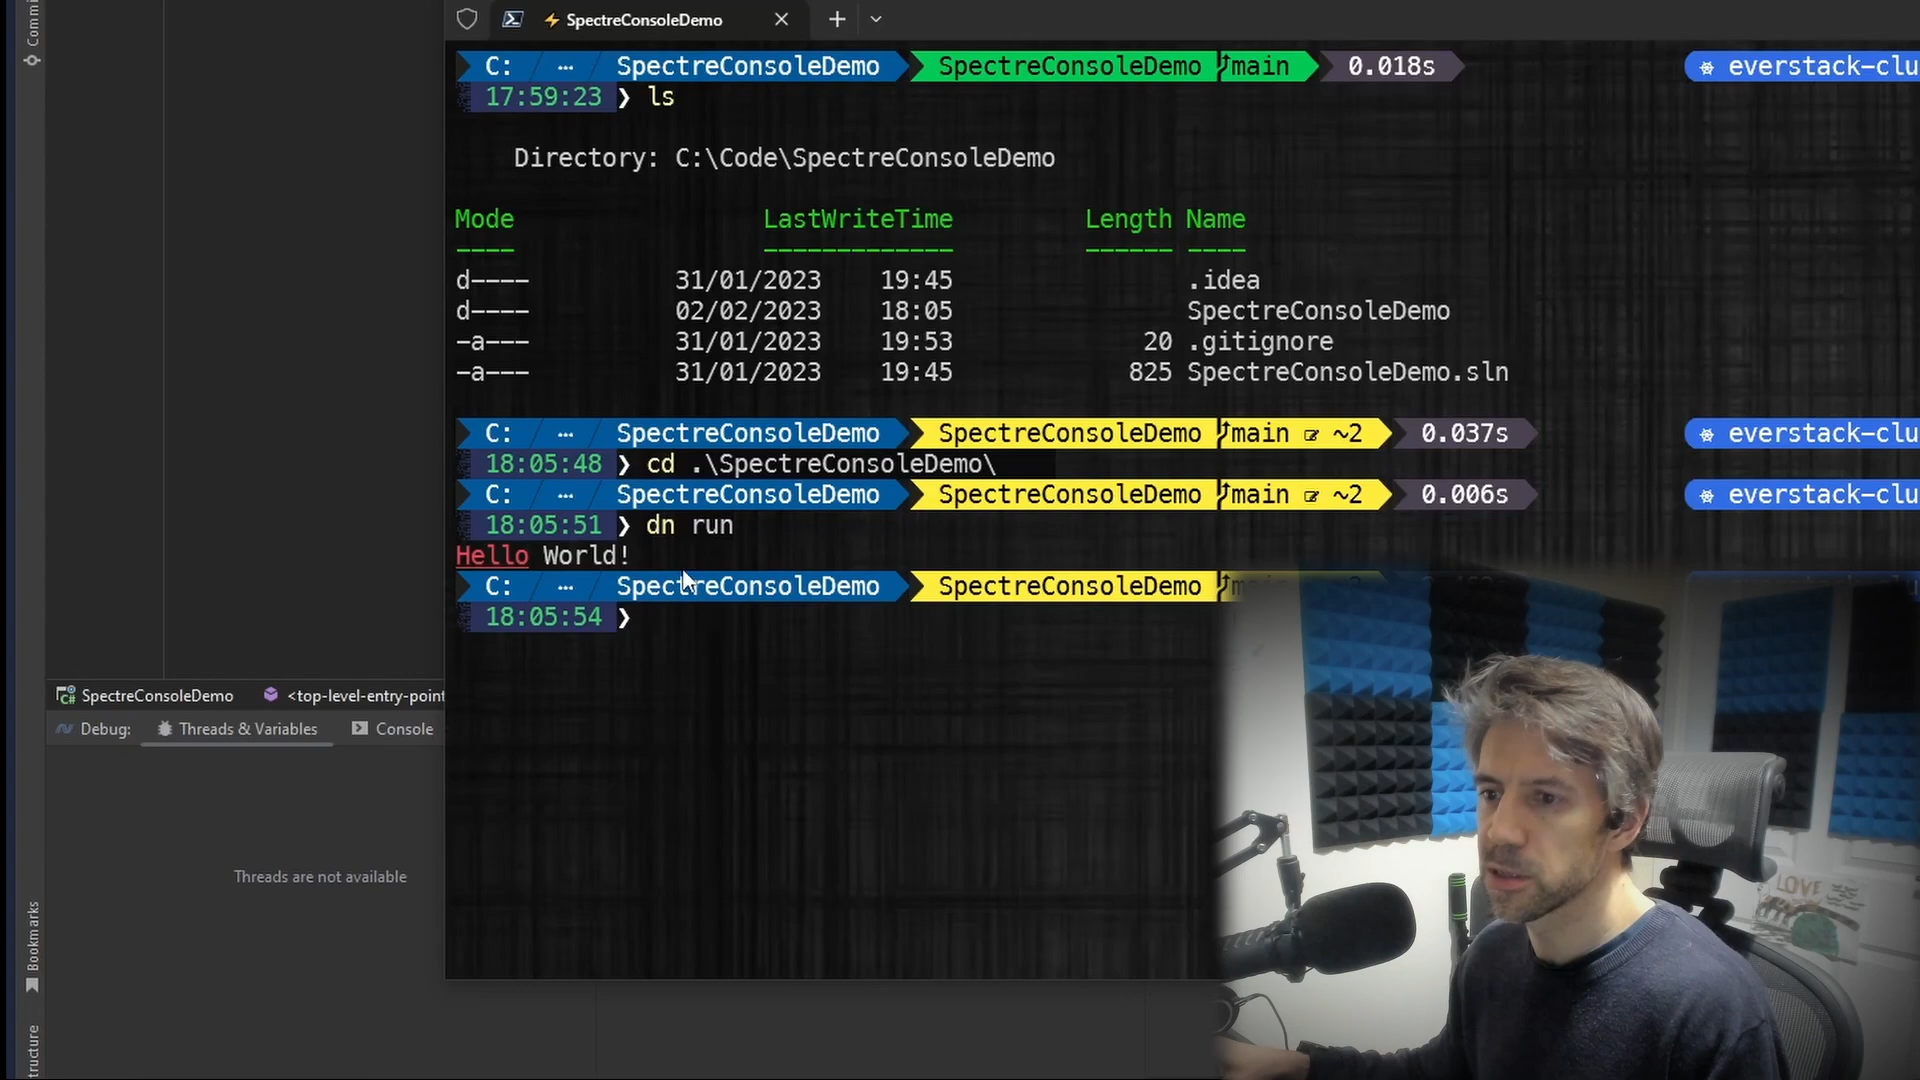 Commi
SpectreConsoleDemo
C: SpectreConsoleDemo SpectreConsoleDemo main 0.018s everstack-clu
17:59:23 ❯ ls
Directory: C:\Code\SpectreConsoleDemo
Mode LastWriteTime Length Name
---- ------------- ------ ----
d---- 31/01/2023 19:45 .idea
d---- 02/02/2023 18:05 SpectreConsoleDemo
-a--- 31/01/2023 19:53 20 .gitignore
-a--- 31/01/2023 19:45 825 SpectreConsoleDemo.sln
C: … SpectreConsoleDemo SpectreConsoleDemo main ~2 0.037s everstack-clu
18:05:48 ❯ cd .\SpectreConsoleDemo\
C: … SpectreConsoleDemo SpectreConsoleDemo main ~2 0.006s everstack-clu
18:05:51 ❯ dn run
Hello World!
C: … SpectreConsoleDemo SpectreConsoleDemo
18:05:54 ❯
SpectreConsoleDemo <top-level-entry-point
Debug: Threads & Variables Console
Threads are not available
Bookmarks
tructure
LOVE